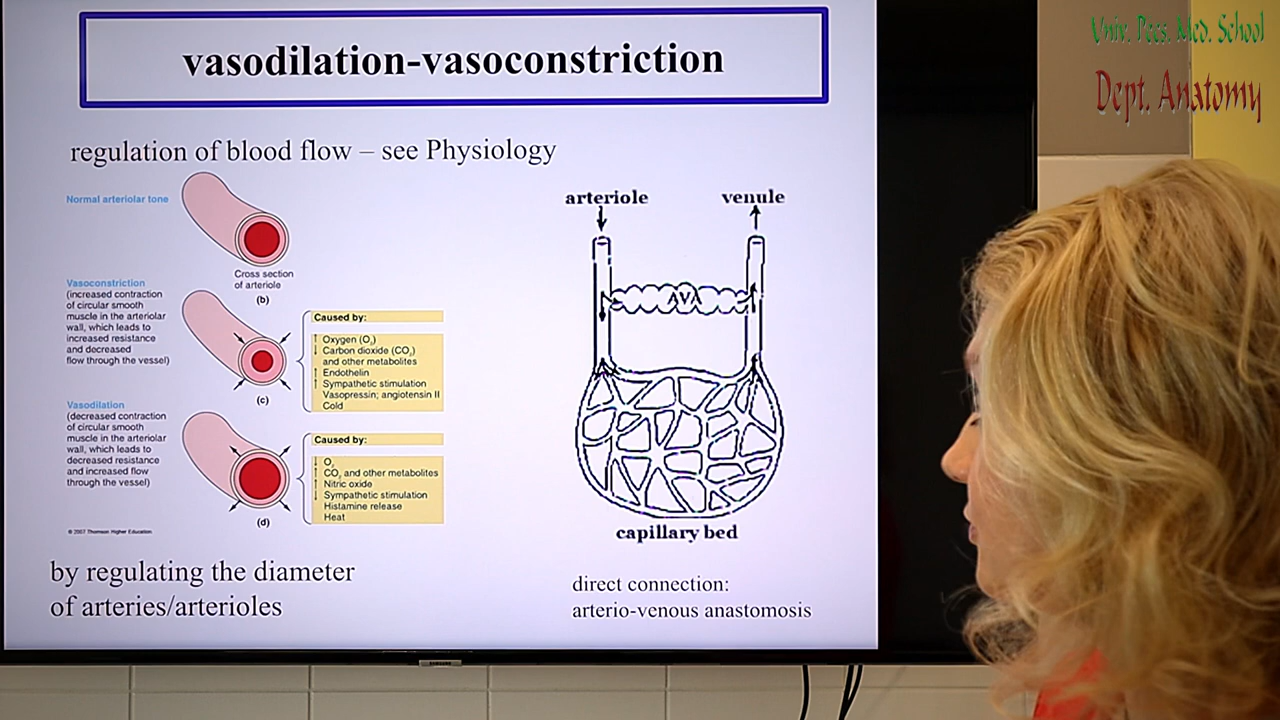 Univ. Pecs. Med. School
Dept. Anatomy
vasodilation-vasoconstriction
regulation of blood flow – see Physiology
Normal arteriolar tone
Cross section
of arteriole
(b)
Vasoconstriction
(increased contraction
of circular smooth
muscle in the arteriolar
wall, which leads to
increased resistance
and decreased
flow through the vessel)
(c)
Caused by:
↑ Oxygen (O₂)
↓ Carbon dioxide (CO₂)
and other metabolites
↑ Endothelin
↑ Sympathetic stimulation
Vasopressin; angiotensin II
Cold
Vasodilation
(decreased contraction
of circular smooth
muscle in the arteriolar
wall, which leads to
decreased resistance
and increased flow
through the vessel)
(d)
Caused by:
↓ O₂
↑ CO₂ and other metabolites
↑ Nitric oxide
↓ Sympathetic stimulation
Histamine release
Heat
© 2007 Thomson Higher Education
by regulating the diameter
of arteries/arterioles
arteriole
venule
AVA
capillary bed
direct connection:
arterio-venous anastomosis
SAMSUNG